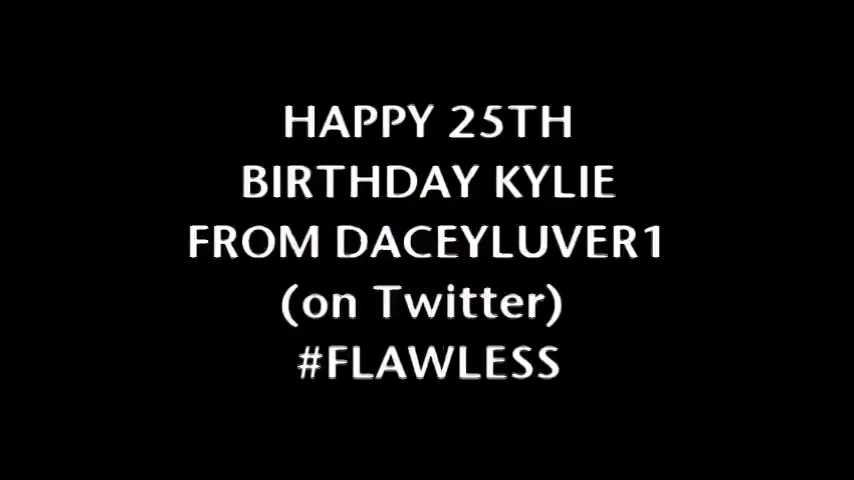 HAPPY 25TH
BIRTHDAY KYLIE
FROM DACEYLUVER1
(on Twitter)
#FLAWLESS